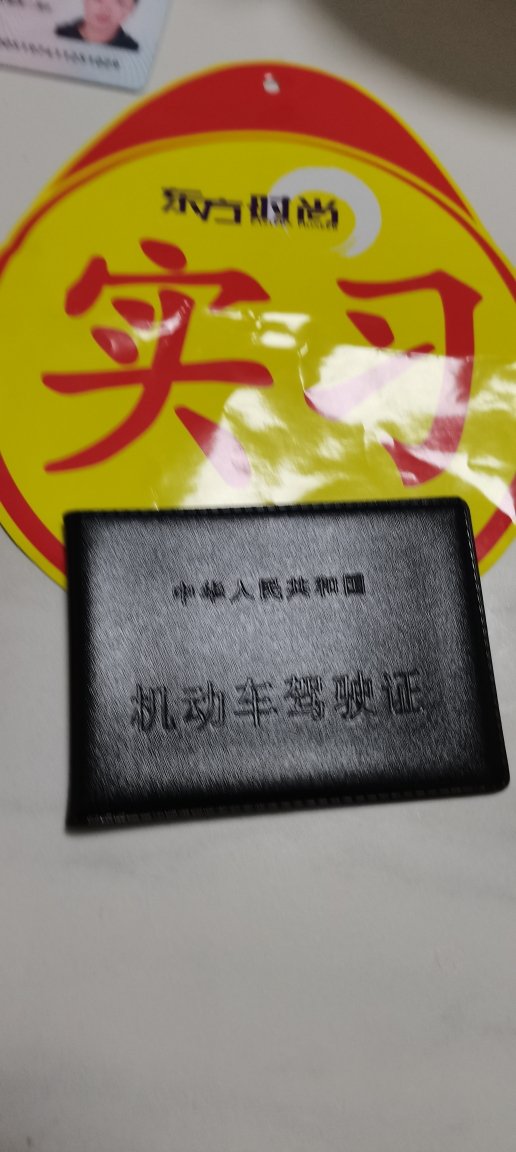 东方时尚
实习
中华人民共和国
机动车驾驶证